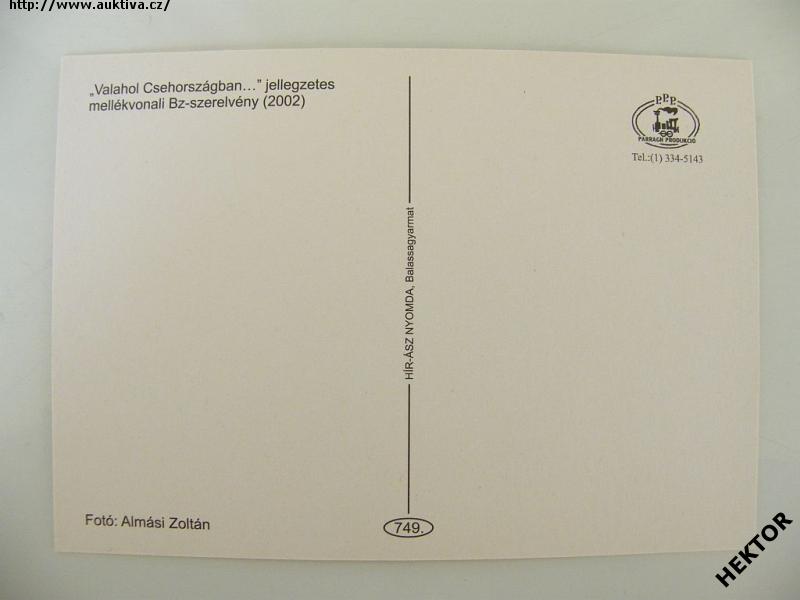 http://www.auktiva.cz/
„Valahol Csehországban…” jellegzetes
mellékvonali Bz-szerelvény (2002)
P.P.P.
PARRAGH PRODUKCIÓ
Tel.:(1) 334-5143
HÍR-ÁSZ NYOMDA, Balassagyarmat
Fotó: Almási Zoltán
749.
HEKTOR